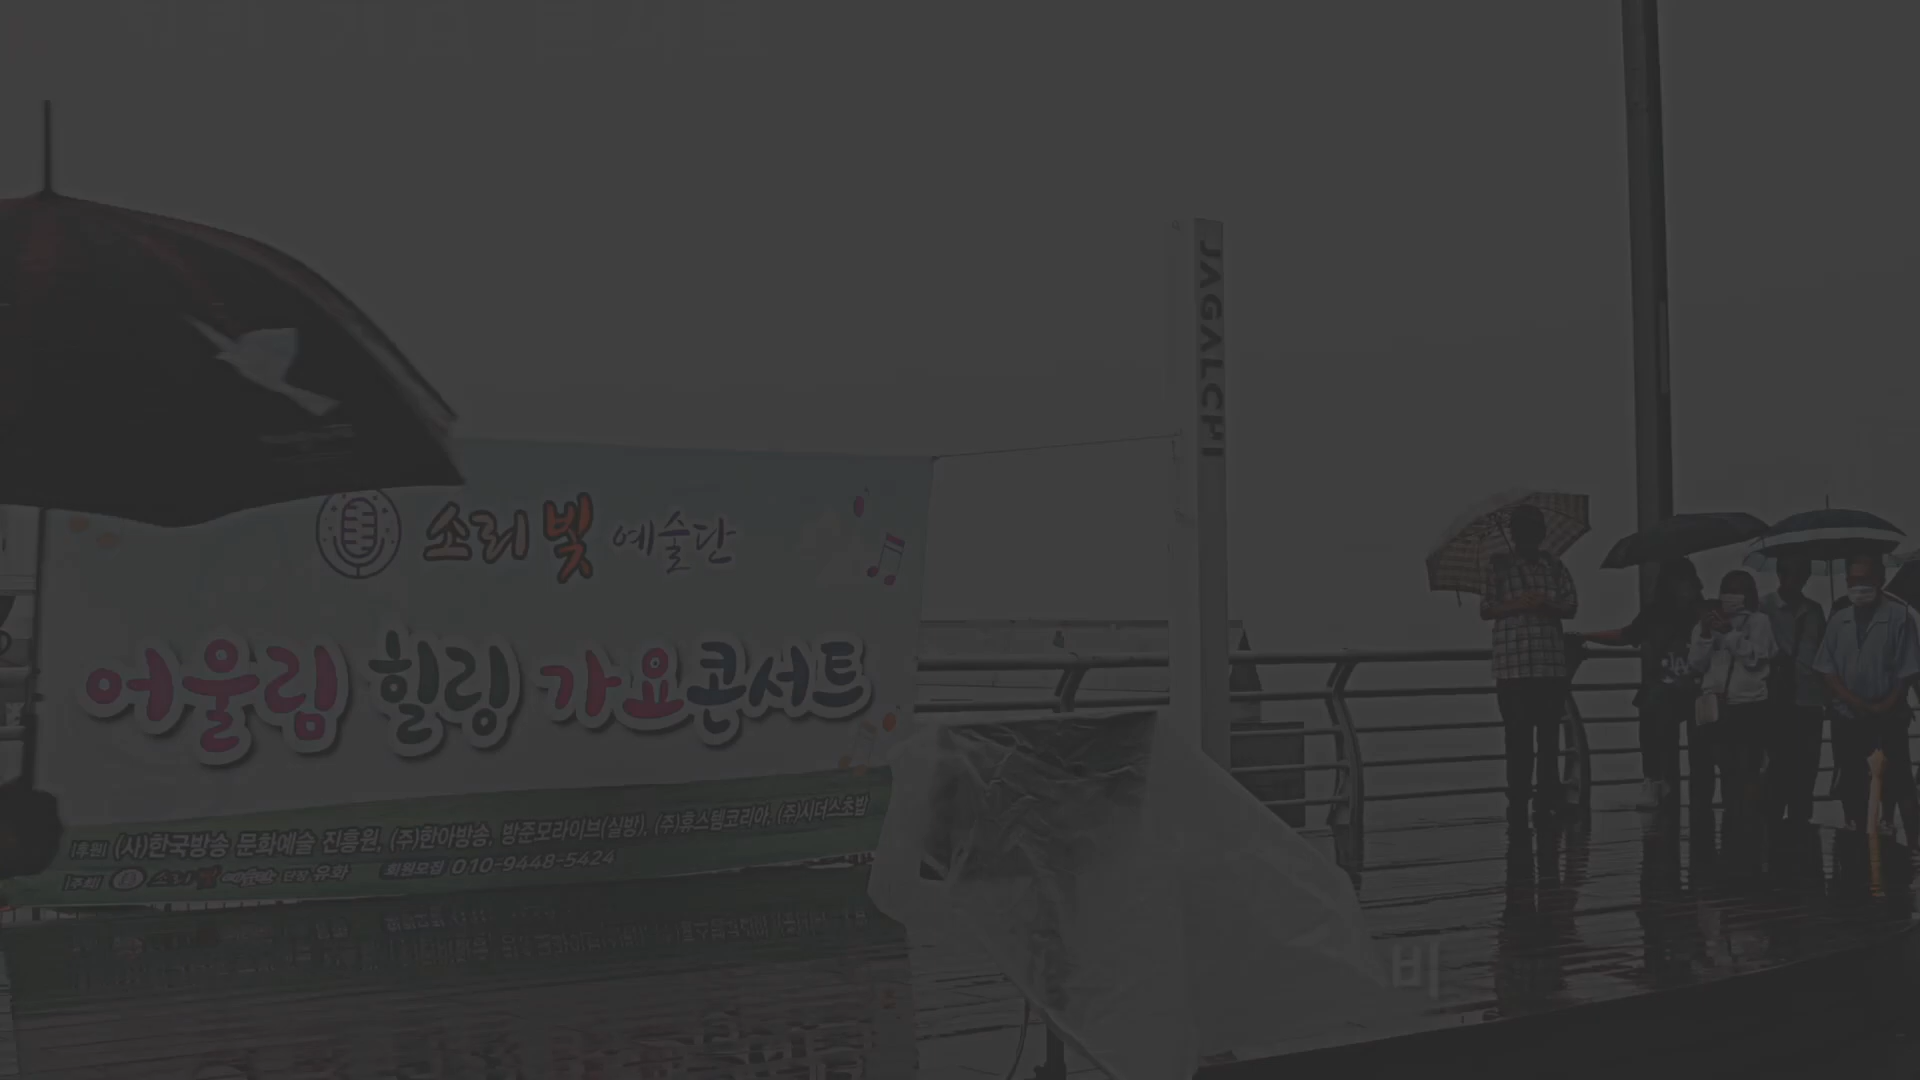 JAGALCHI
소리빛 예술단
어울림 힐링 가요콘서트
[후원] (사)한국방송 문화예술 진흥원, (주)한아방송, 방준모라이브(실방), (주)휴스템코리아, (주)시더스초밥
[주최] 소리빛 예술단 단장 유화 회원모집 010-9448-5424
비